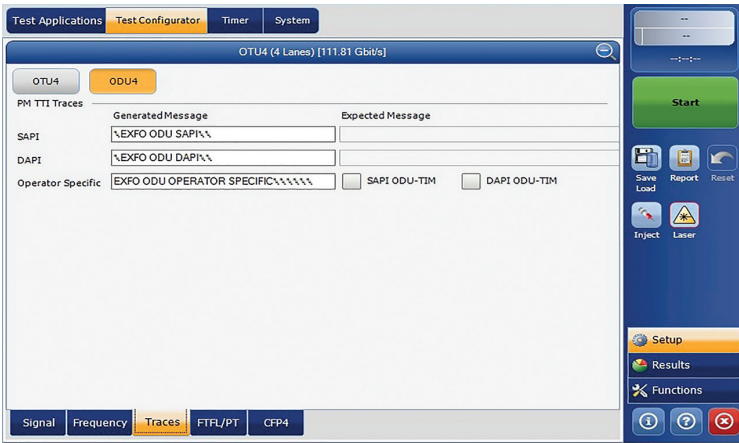 Test Applications Test Configurator Timer System
OTU4 (4 Lanes) [111.81 Gbit/s]
OTU4 ODU4
PM TTI Traces
Generated Message Expected Message
SAPI ␀EXFO ODU SAPI␀␀
DAPI ␀EXFO ODU DAPI␀␀
Operator Specific EXFO ODU OPERATOR SPECIFIC␀␀␀␀␀␀ SAPI ODU-TIM DAPI ODU-TIM
Signal Frequency Traces FTFL/PT CFP4
--
--
--:--:--
Start
Save Load Report Reset
Inject Laser
Setup
Results
Functions